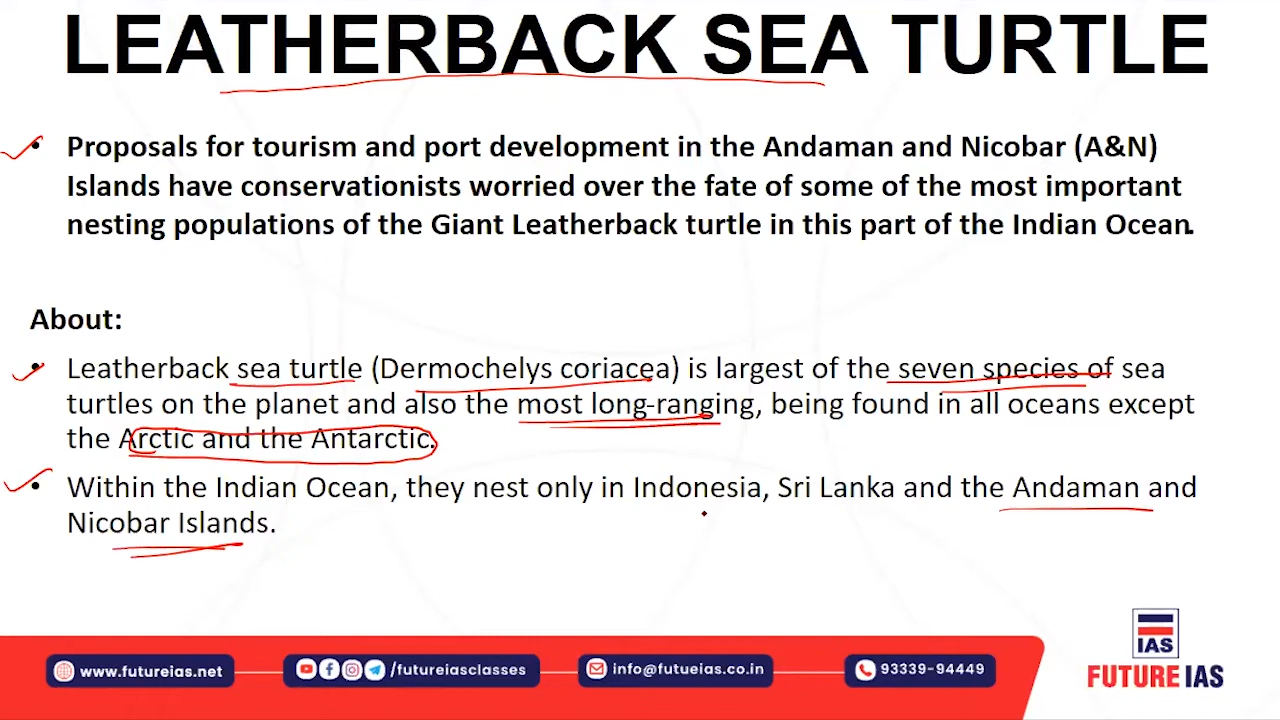 LEATHERBACK SEA TURTLE
• Proposals for tourism and port development in the Andaman and Nicobar (A&N)
Islands have conservationists worried over the fate of some of the most important
nesting populations of the Giant Leatherback turtle in this part of the Indian Ocean.
About:
• Leatherback sea turtle (Dermochelys coriacea) is largest of the seven species of sea
turtles on the planet and also the most long-ranging, being found in all oceans except
the Arctic and the Antarctic.
• Within the Indian Ocean, they nest only in Indonesia, Sri Lanka and the Andaman and
Nicobar Islands.
www.futureias.net
/futureiasclasses
info@futueias.co.in
93339-94449
IAS
FUTURE IAS